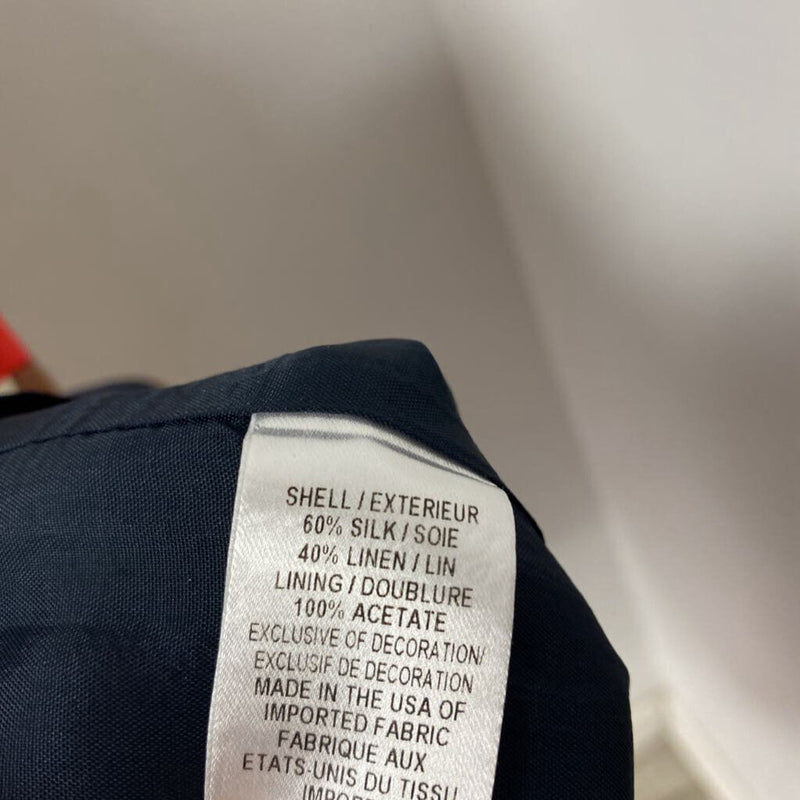 SHELL / EXTERIEUR
60% SILK / SOIE
40% LINEN / LIN
LINING / DOUBLURE
100% ACETATE
EXCLUSIVE OF DECORATION/
EXCLUSIF DE DECORATION
MADE IN THE USA OF
IMPORTED FABRIC
FABRIQUE AUX
ETATS-UNIS DU TISSU